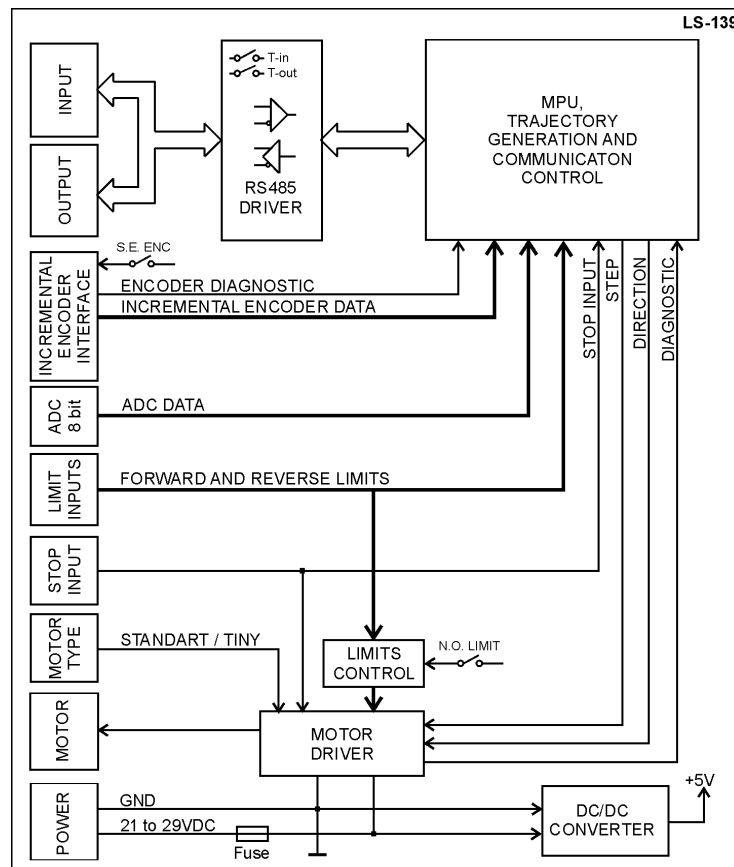 LS-139
INPUT
OUTPUT
T-in
T-out
RS485
DRIVER
MPU,
TRAJECTORY
GENERATION AND
COMMUNICATON
CONTROL
S.E. ENC
INCREMENTAL
ENCODER
INTERFACE
ENCODER DIAGNOSTIC
INCREMENTAL ENCODER DATA
STOP INPUT
STEP
DIRECTION
DIAGNOSTIC
ADC
8 bit
ADC DATA
LIMIT
INPUTS
FORWARD AND REVERSE LIMITS
STOP
INPUT
MOTOR
TYPE
STANDART / TINY
LIMITS
CONTROL
N.O. LIMIT
MOTOR
MOTOR
DRIVER
POWER
GND
21 to 29VDC
Fuse
DC/DC
CONVERTER
+5V